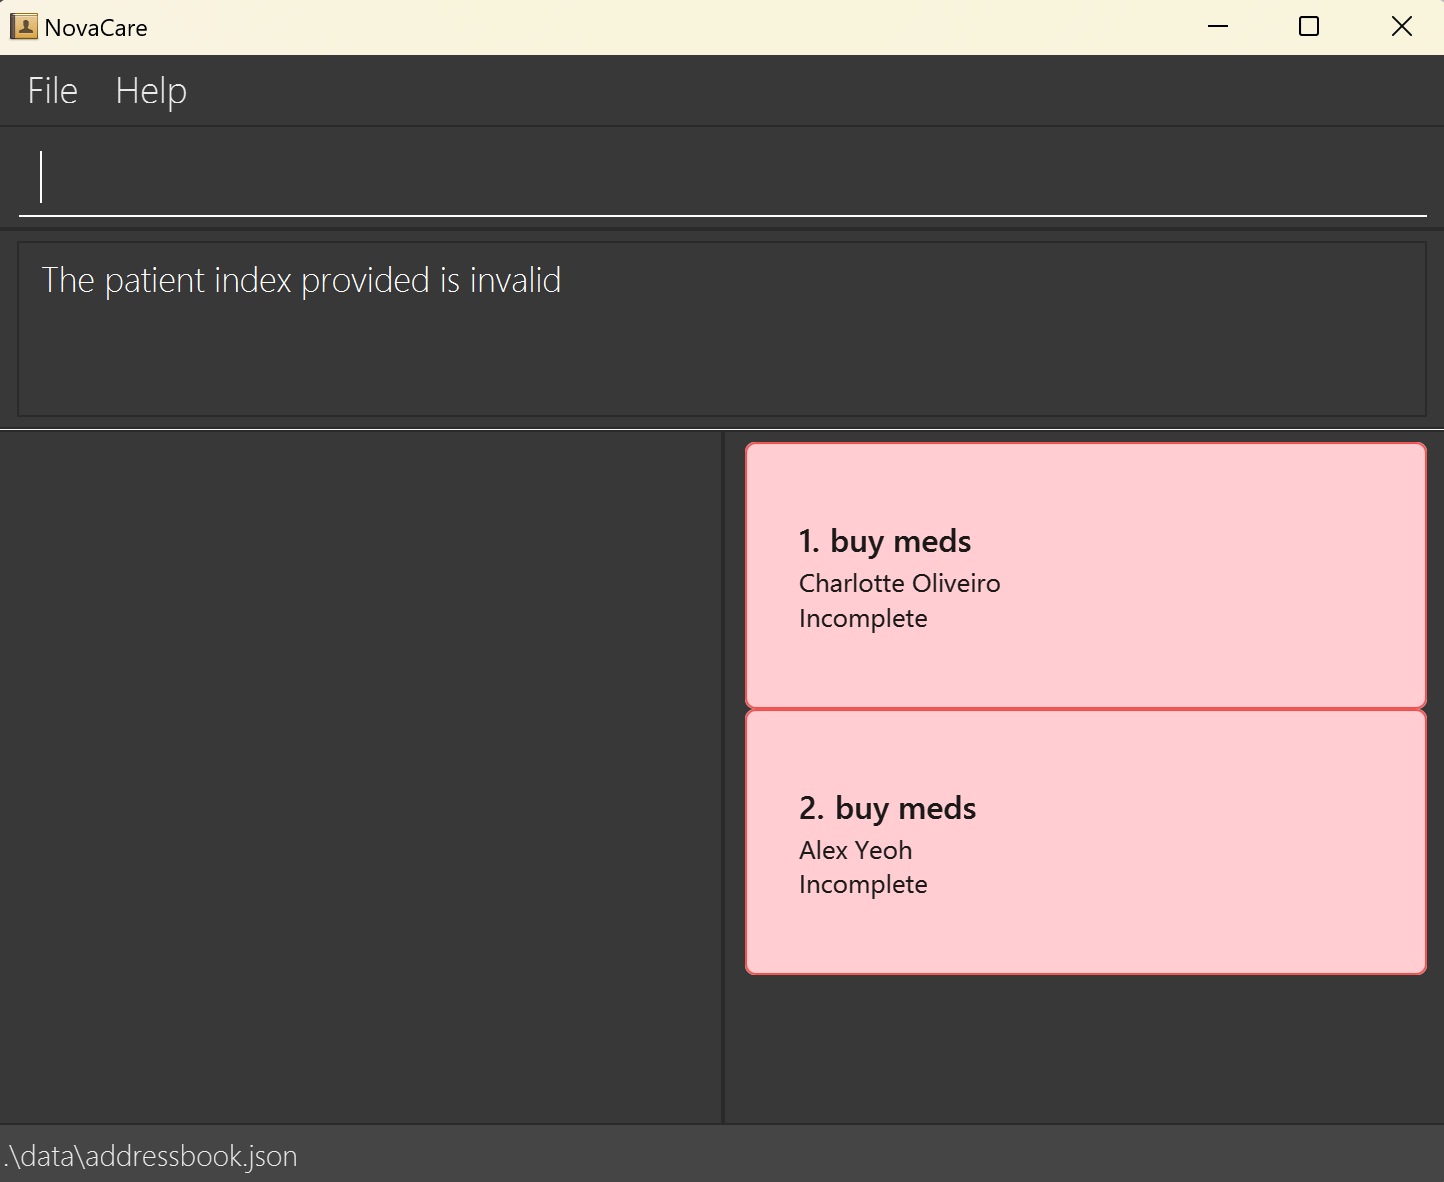 NovaCare
File Help
The patient index provided is invalid
1. buy meds
Charlotte Oliveiro
Incomplete
2. buy meds
Alex Yeoh
Incomplete
.\data\addressbook.json